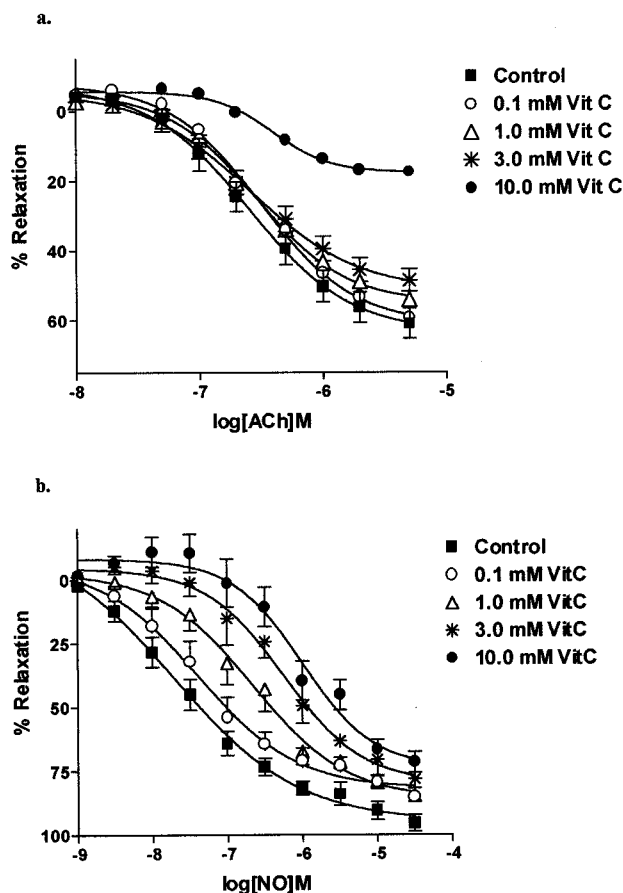 a.
0
20
40
60
% Relaxation
-8
-7
-6
-5
log[ACh]M
Control
0.1 mM Vit C
1.0 mM Vit C
3.0 mM Vit C
10.0 mM Vit C
b.
0
25
50
75
100
% Relaxation
-9
-8
-7
-6
-5
-4
log[NO]M
Control
0.1 mM VitC
1.0 mM VitC
3.0 mM VitC
10.0 mM VitC